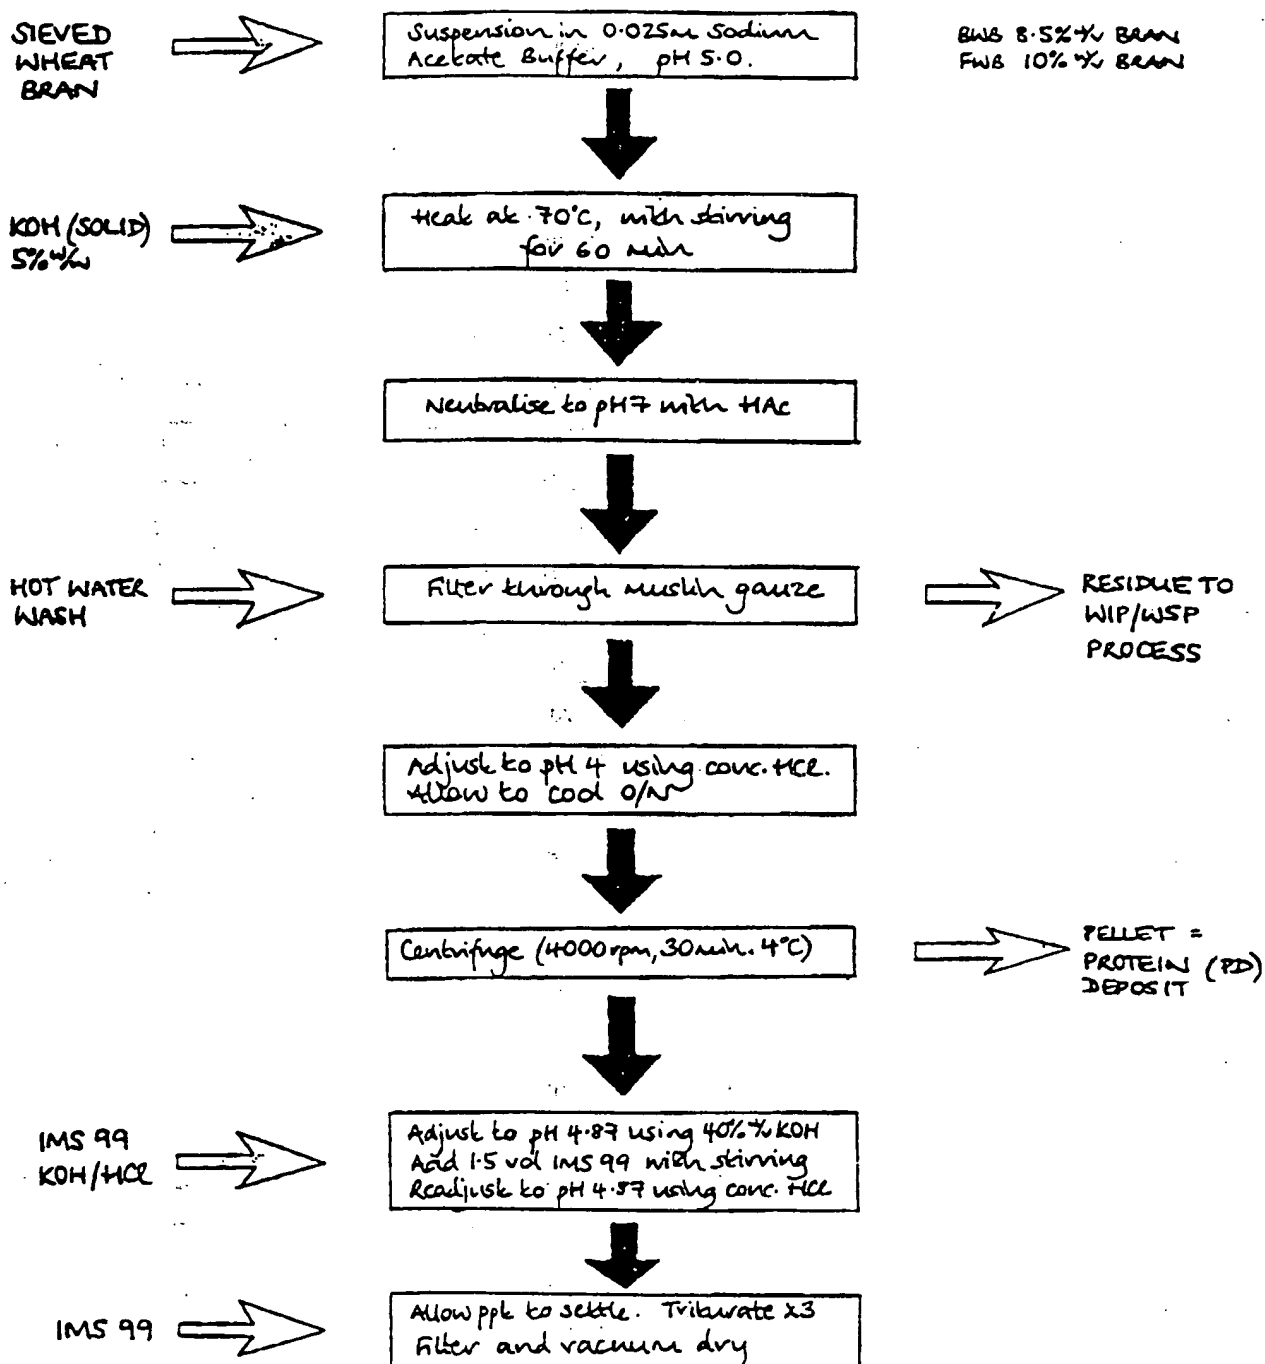 SIEVED
WHEAT
BRAN
Suspension in 0.025M Sodium
Acetate Buffer, pH 5.0.
BWB 8.5% w/v BRAN
FWB 10% w/v BRAN
KOH (SOLID)
5% w/w
Heat at 70°C, with stirring
for 60 min
Neutralise to pH7 with HAc
HOT WATER
WASH
Filter through muslin gauze
RESIDUE TO
WIP/WSP
PROCESS
Adjust to pH 4 using conc. HCl.
Allow to cool O/N
Centrifuge (4000rpm, 30min. 4°C)
PELLET =
PROTEIN (PD)
DEPOSIT
IMS 99
KOH/HCl
Adjust to pH 4.87 using 40% w/v KOH
Add 1.5 vol IMS 99 with stirring
Readjust to pH 4.87 using conc. HCl
IMS 99
Allow ppt to settle. Triturate x3
Filter and vacuum dry